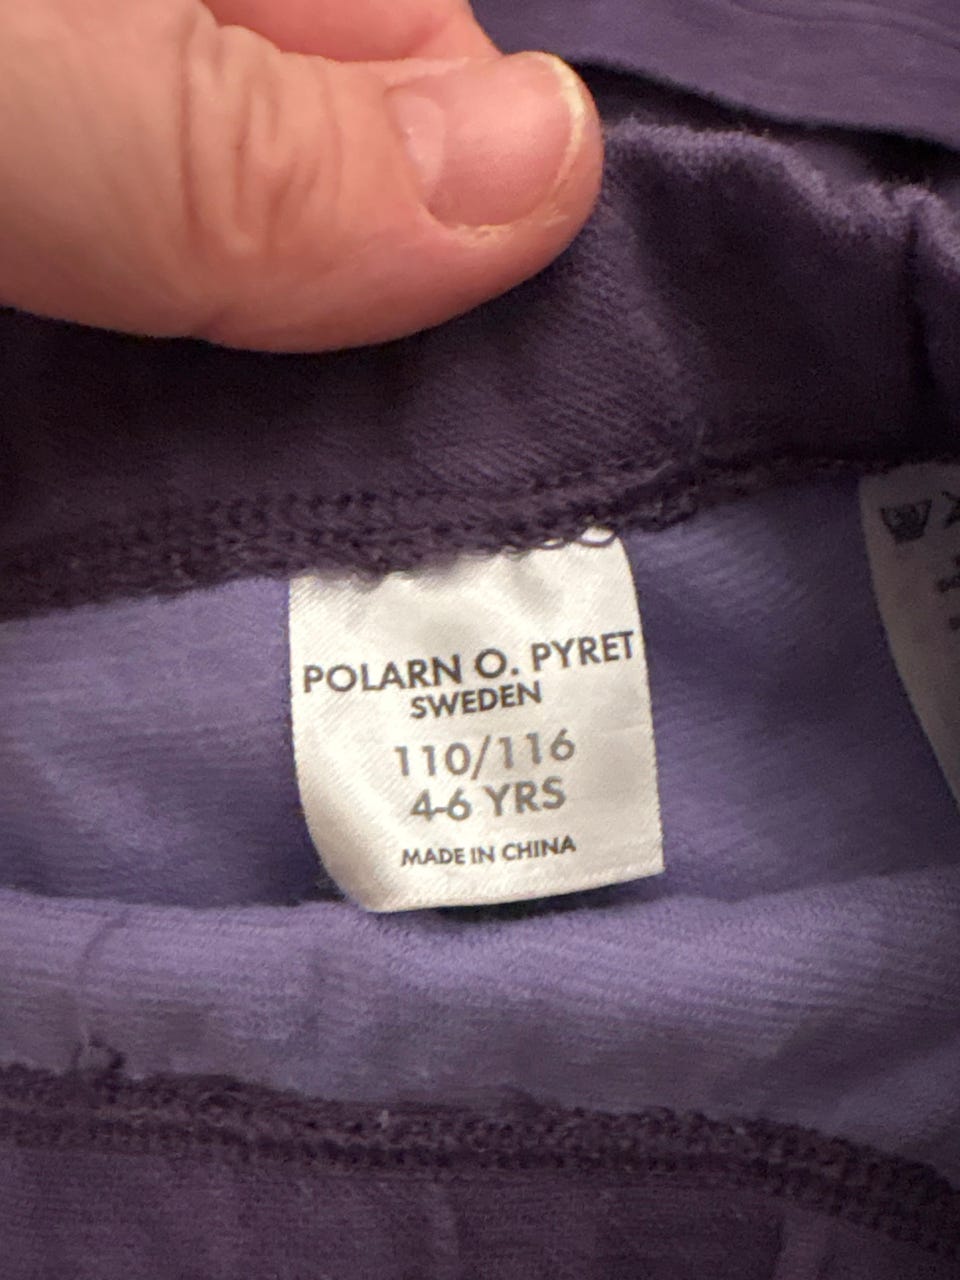 POLARN O. PYRET
SWEDEN
110/116
4-6 YRS
MADE IN CHINA